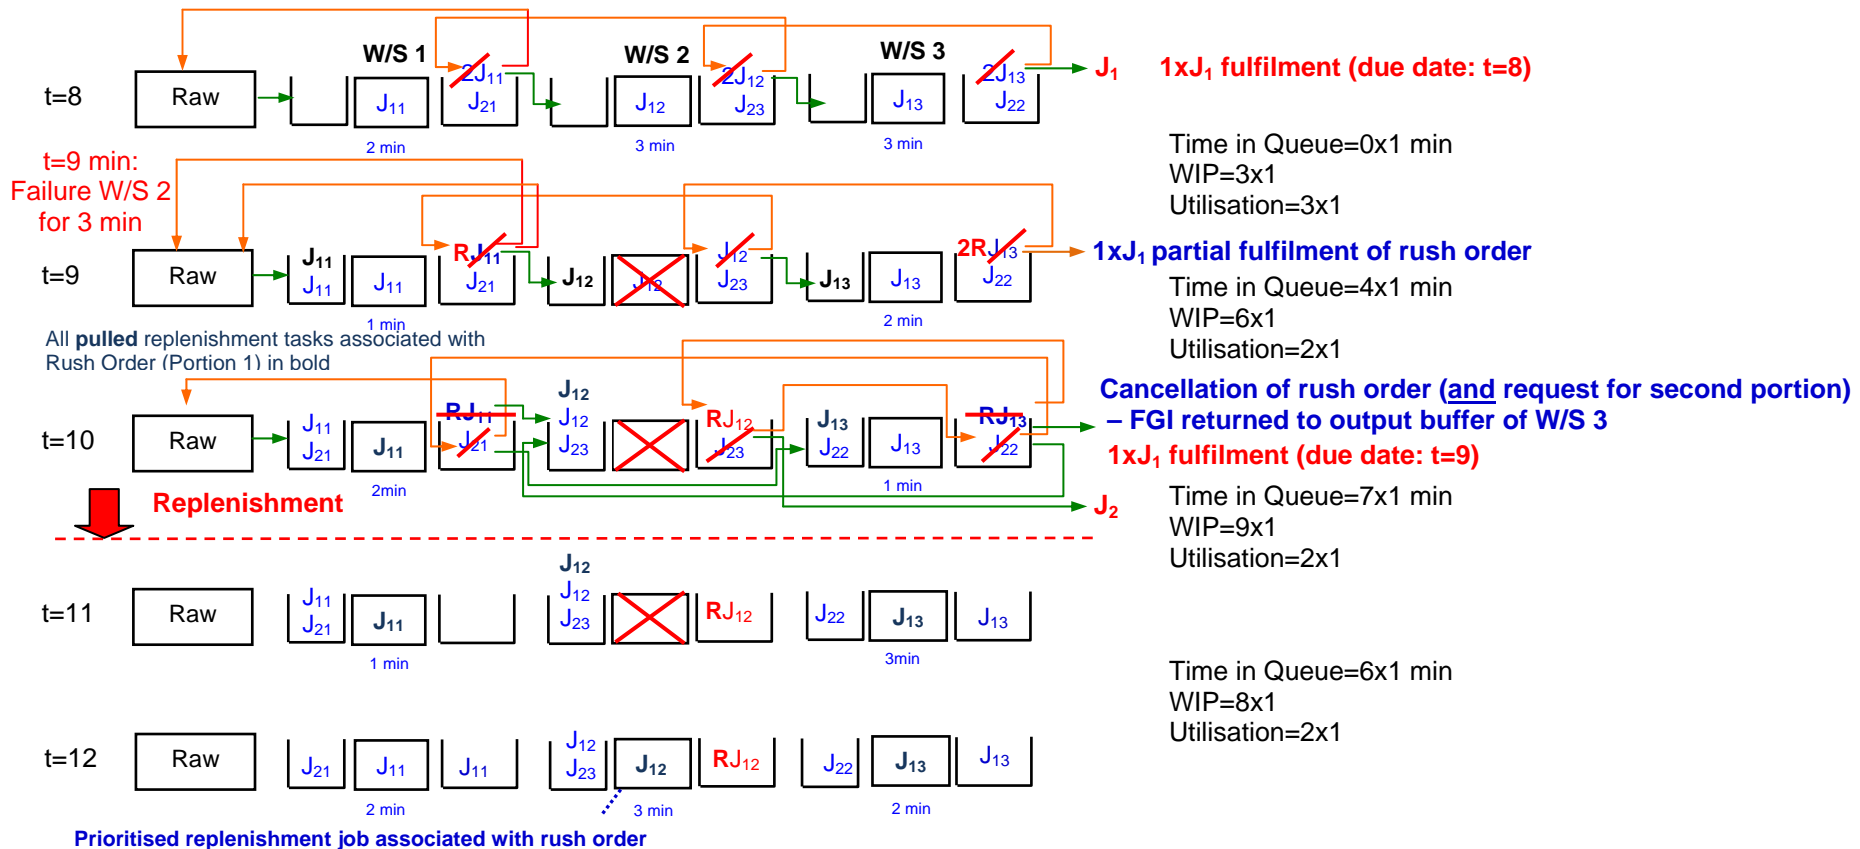 W/S 1
W/S 2
W/S 3
t=8
Raw
J11
2J11
J21
J12
2J12
J23
J13
2J13
J22
J1
1xJ1 fulfilment (due date: t=8)
2 min
3 min
3 min
Time in Queue=0x1 min
WIP=3x1
Utilisation=3x1
t=9 min:
Failure W/S 2
for 3 min
t=9
Raw
J11
J11
J11
RJ11
J21
J12
J12
J12
J23
J13
J13
2RJ13
J22
1xJ1 partial fulfilment of rush order
1 min
2 min
Time in Queue=4x1 min
WIP=6x1
Utilisation=2x1
All pulled replenishment tasks associated with
Rush Order (Portion 1) in bold
t=10
Raw
J11
J21
J11
RJ11
J21
J12
J12
J23
RJ12
J23
J13
J22
J13
RJ13
J22
Cancellation of rush order (and request for second portion)
– FGI returned to output buffer of W/S 3
1xJ1 fulfilment (due date: t=9)
2min
1 min
J2
Time in Queue=7x1 min
WIP=9x1
Utilisation=2x1
Replenishment
t=11
Raw
J11
J21
J11
J12
J12
J23
RJ12
J22
J13
J13
1 min
3min
Time in Queue=6x1 min
WIP=8x1
Utilisation=2x1
t=12
Raw
J21
J11
J11
J12
J23
J12
RJ12
J22
J13
J13
2 min
3 min
2 min
Prioritised replenishment job associated with rush order